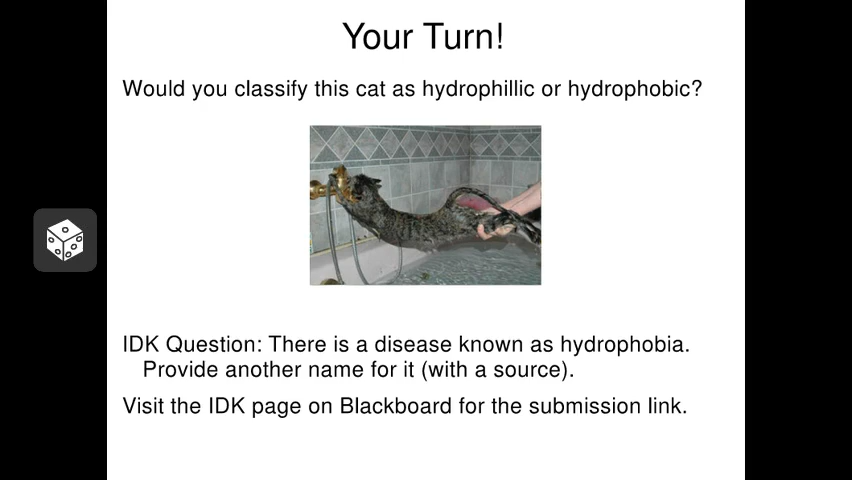 Your Turn!
Would you classify this cat as hydrophillic or hydrophobic?
IDK Question: There is a disease known as hydrophobia.
Provide another name for it (with a source).
Visit the IDK page on Blackboard for the submission link.